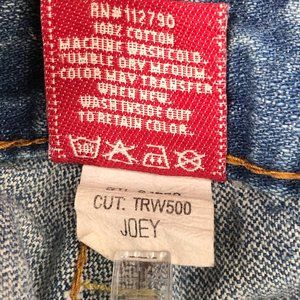 RN#112790
100% COTTON
MACHINE WASH COLD.
TUMBLE DRY MEDIUM.
COLOR MAY TRANSFER
WHEN NEW.
WASH INSIDE OUT
TO RETAIN COLOR.
CUT. TRW500
JOEY